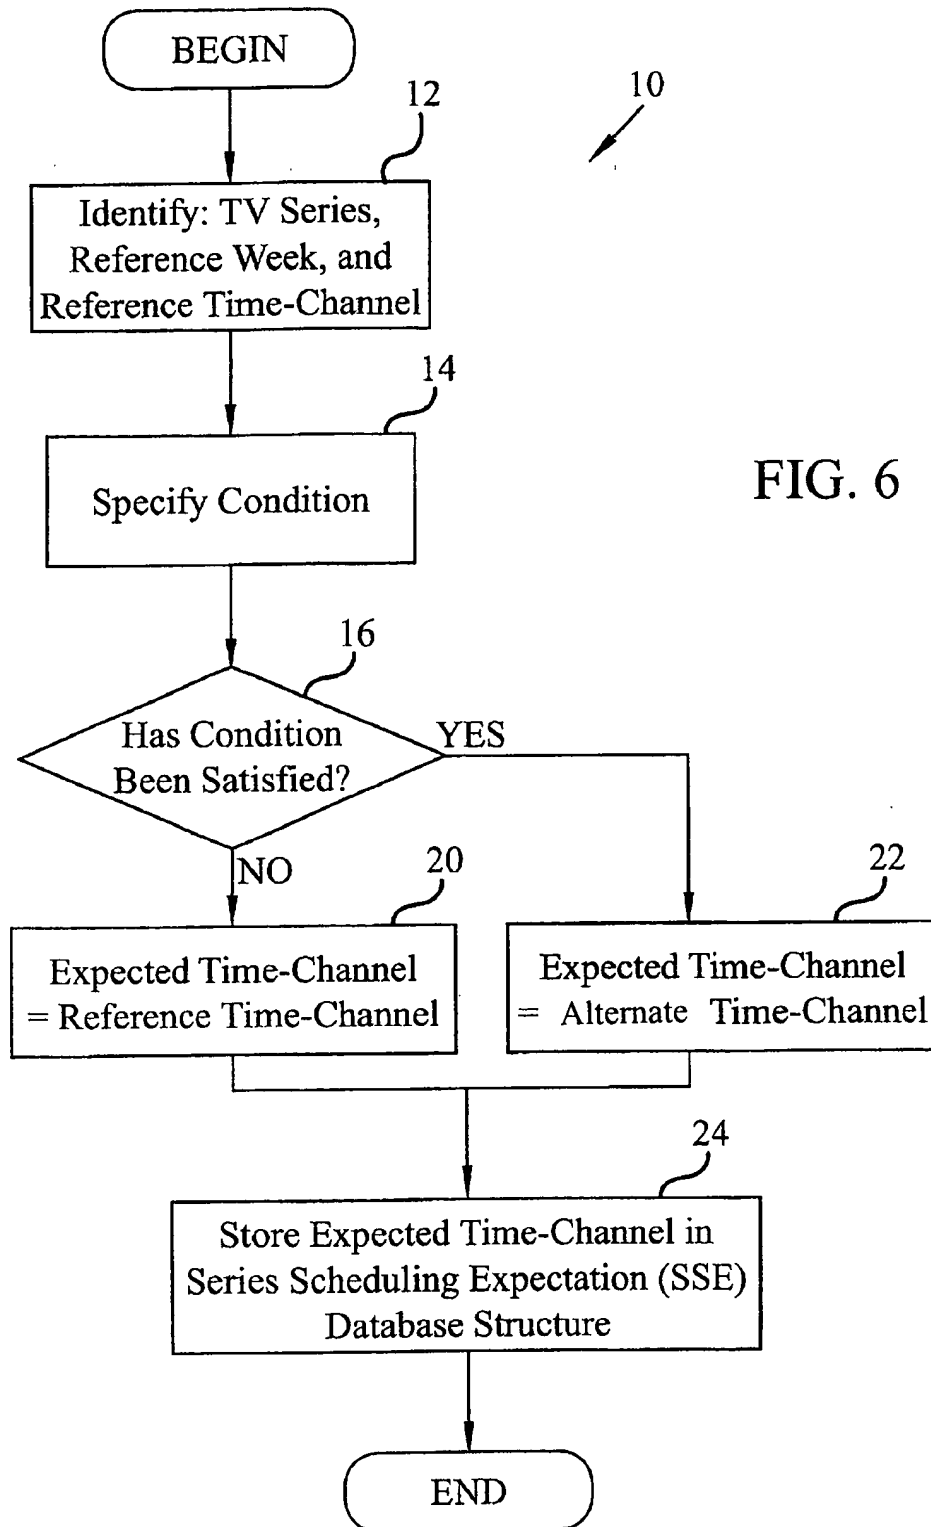 BEGIN
10
12
Identify: TV Series,
Reference Week, and
Reference Time-Channel
14
Specify Condition
FIG. 6
16
Has Condition
Been Satisfied?
YES
NO
20
Expected Time-Channel
= Reference Time-Channel
22
Expected Time-Channel
= Alternate Time-Channel
24
Store Expected Time-Channel in
Series Scheduling Expectation (SSE)
Database Structure
END